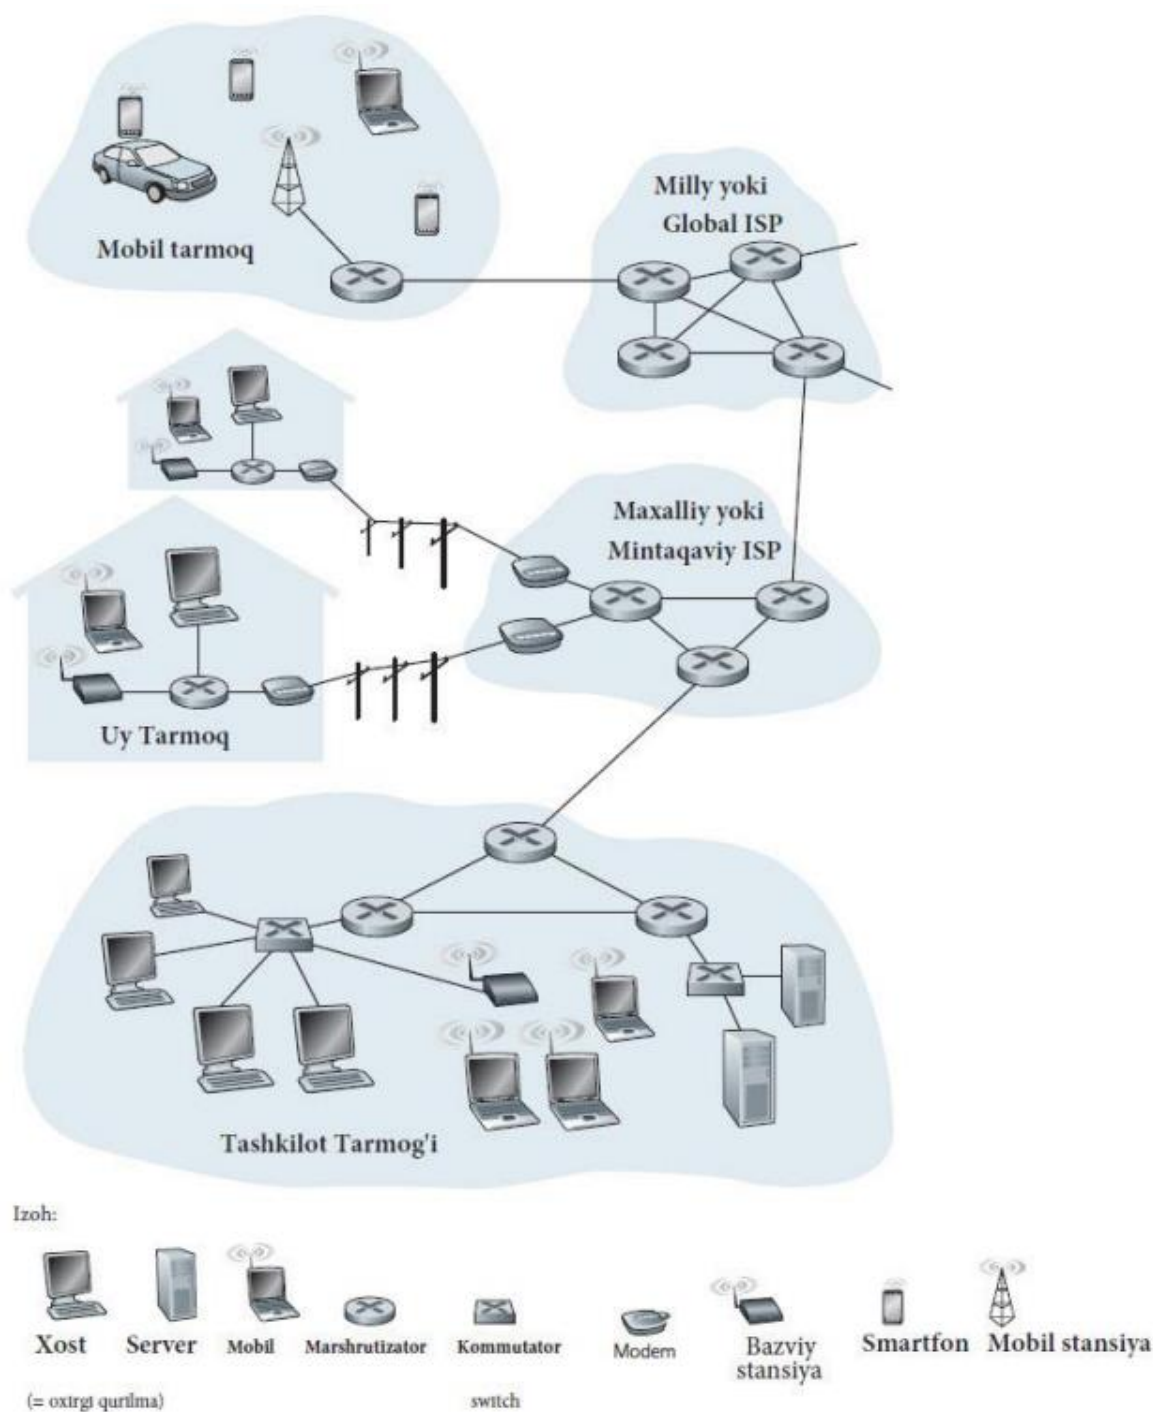 Mobil tarmoq
Milly yoki
Global ISP
Maxalliy yoki
Mintaqaviy ISP
Uy Tarmoq
Tashkilot Tarmog'i
Izoh:
Xost
Server
Mobil
Marshrutizator
Kommutator
Modem
Bazviy
stansiya
Smartfon
Mobil stansiya
(= oxirgi qurilma)
switch